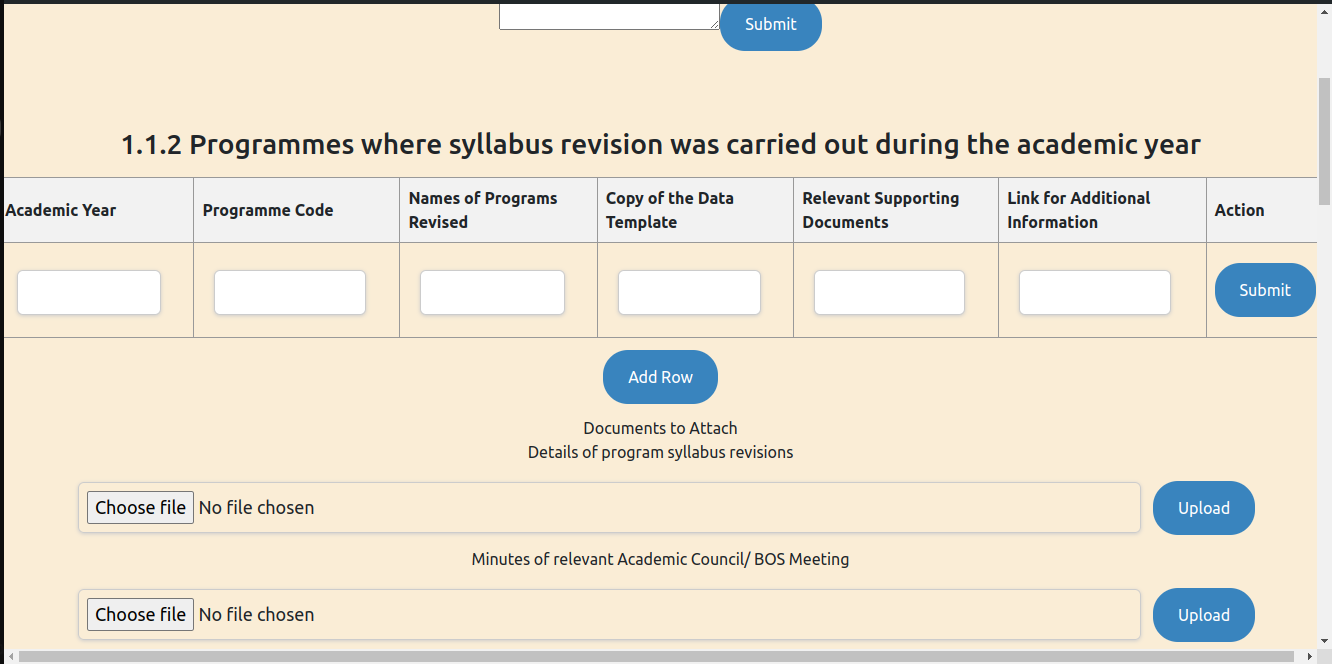 Submit
1.1.2 Programmes where syllabus revision was carried out during the academic year
Academic Year
Programme Code
Names of Programs
Revised
Copy of the Data
Template
Relevant Supporting
Documents
Link for Additional
Information
Action
Submit
Add Row
Documents to Attach
Details of program syllabus revisions
Choose file No file chosen
Upload
Minutes of relevant Academic Council/ BOS Meeting
Choose file No file chosen
Upload